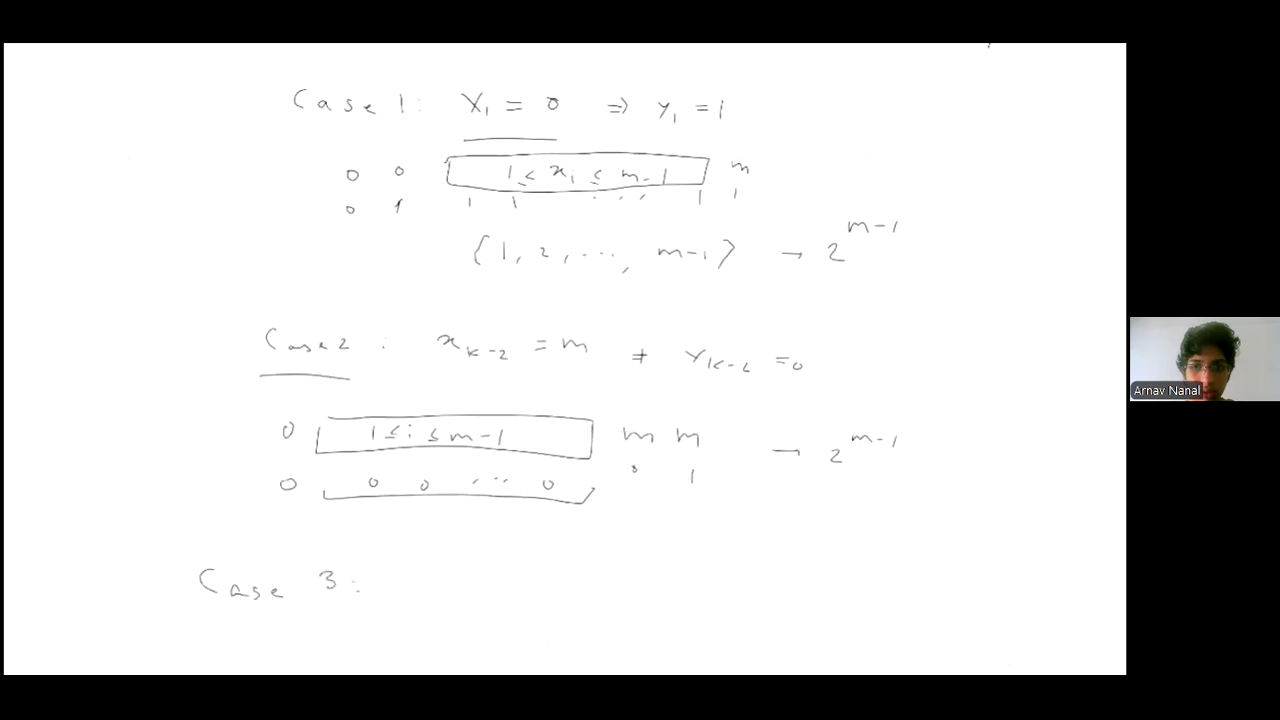 Case 1: X₁ = 0 ⇒ y₁ = 1
0 0 1 ≤ x₁ ≤ m-1 m
0 1 1 1 ... 1 1
{1, 2, ..., m-1} → 2^{m-1}
Case 2 : x_{k-2} = m + y_{k-2} = 0
0 1 ≤ i ≤ m-1 m m → 2^{m-1}
0 0 0 ... 0 0 1
Case 3:
Arnav Nanal